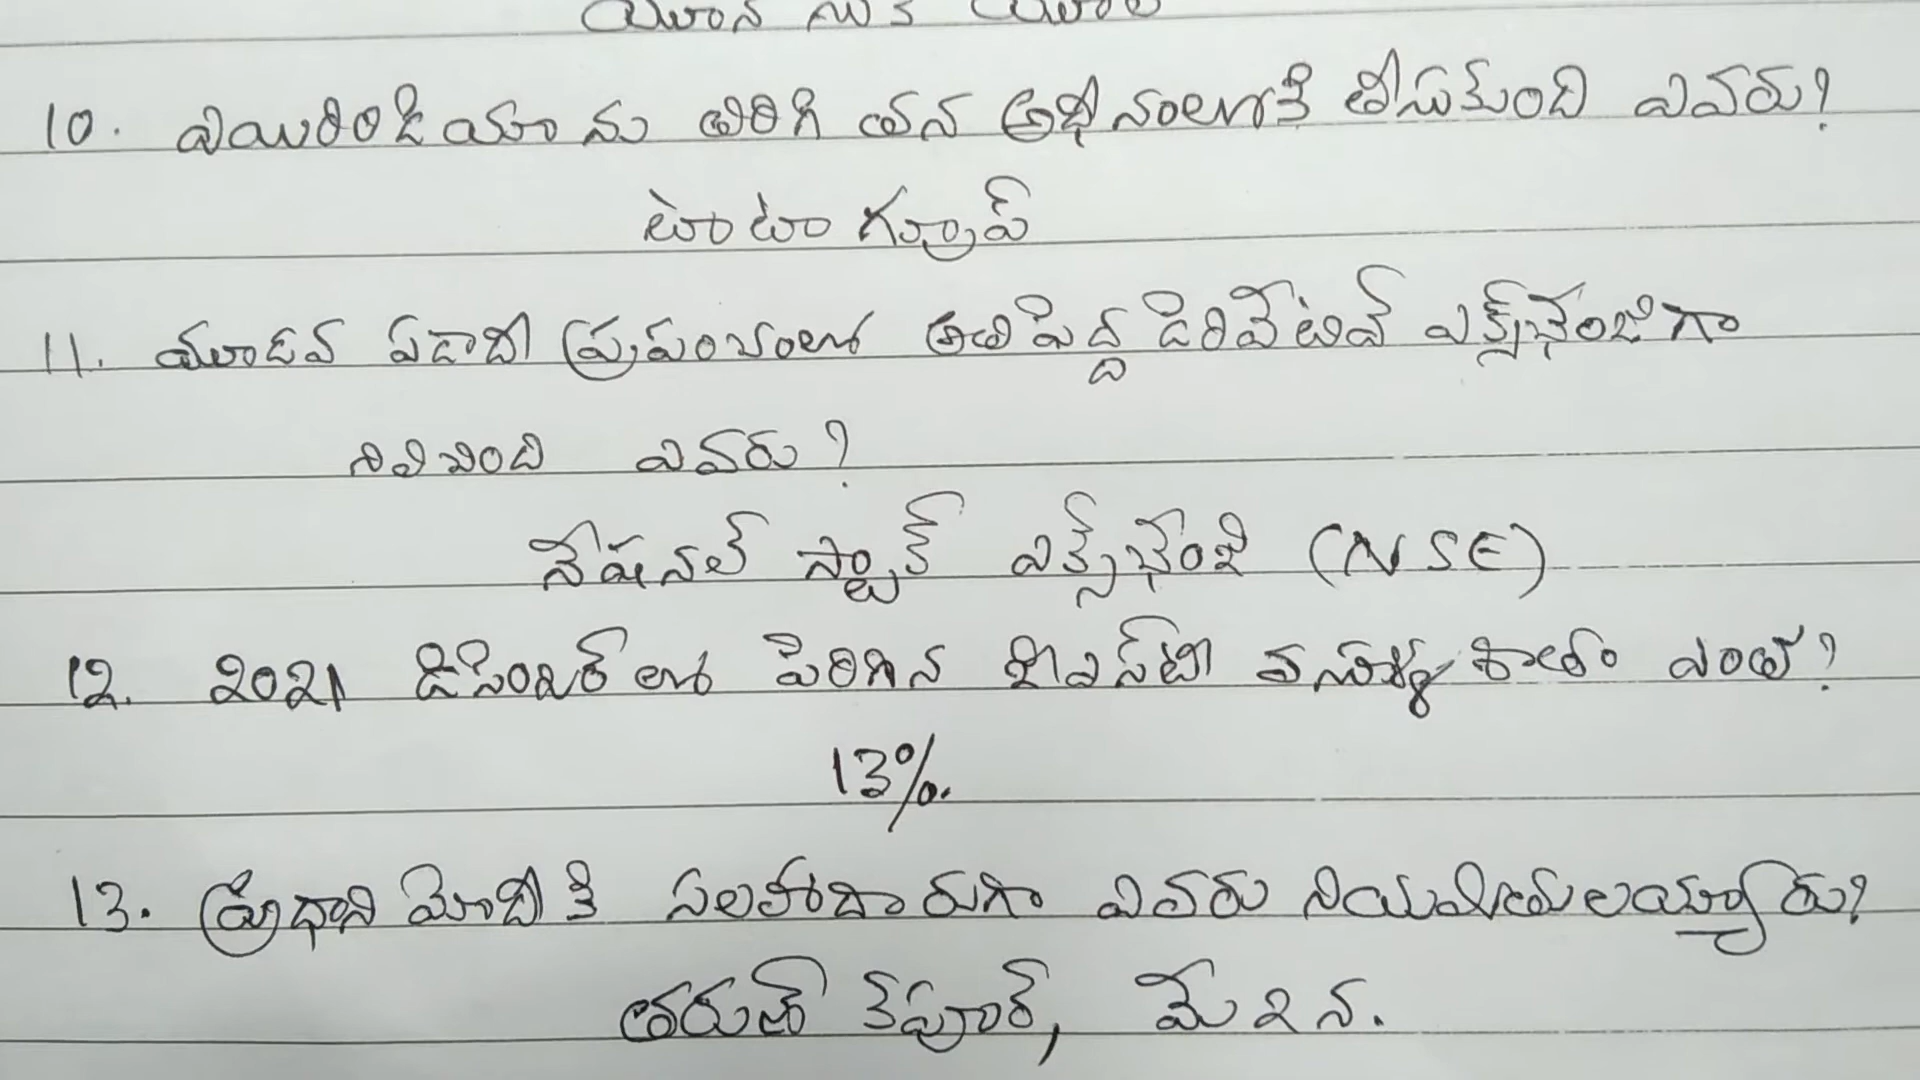 10. ఎయిరిండియాను తిరిగి తన ఆధీనంలోకి తీసుకుంది ఎవరు?
టాటా గ్రూప్
11. మూడవ ఏడాది ప్రపంచంలో అతిపెద్ద డెరివేటివ్ ఎక్స్ఛేంజిగా
నిలిచింది ఎవరు?
నేషనల్ స్టాక్ ఎక్స్ఛేంజి (NSE)
12. 2021 డిసెంబర్ లో పెరిగిన జీఎస్‌టీ వసూళ్ళ శాతం ఎంత?
13%.
13. ప్రధాని మోదీకి సలహాదారుగా ఎవరు నియమితులయ్యారు?
తరుణ్ కపూర్, మే 2 న.